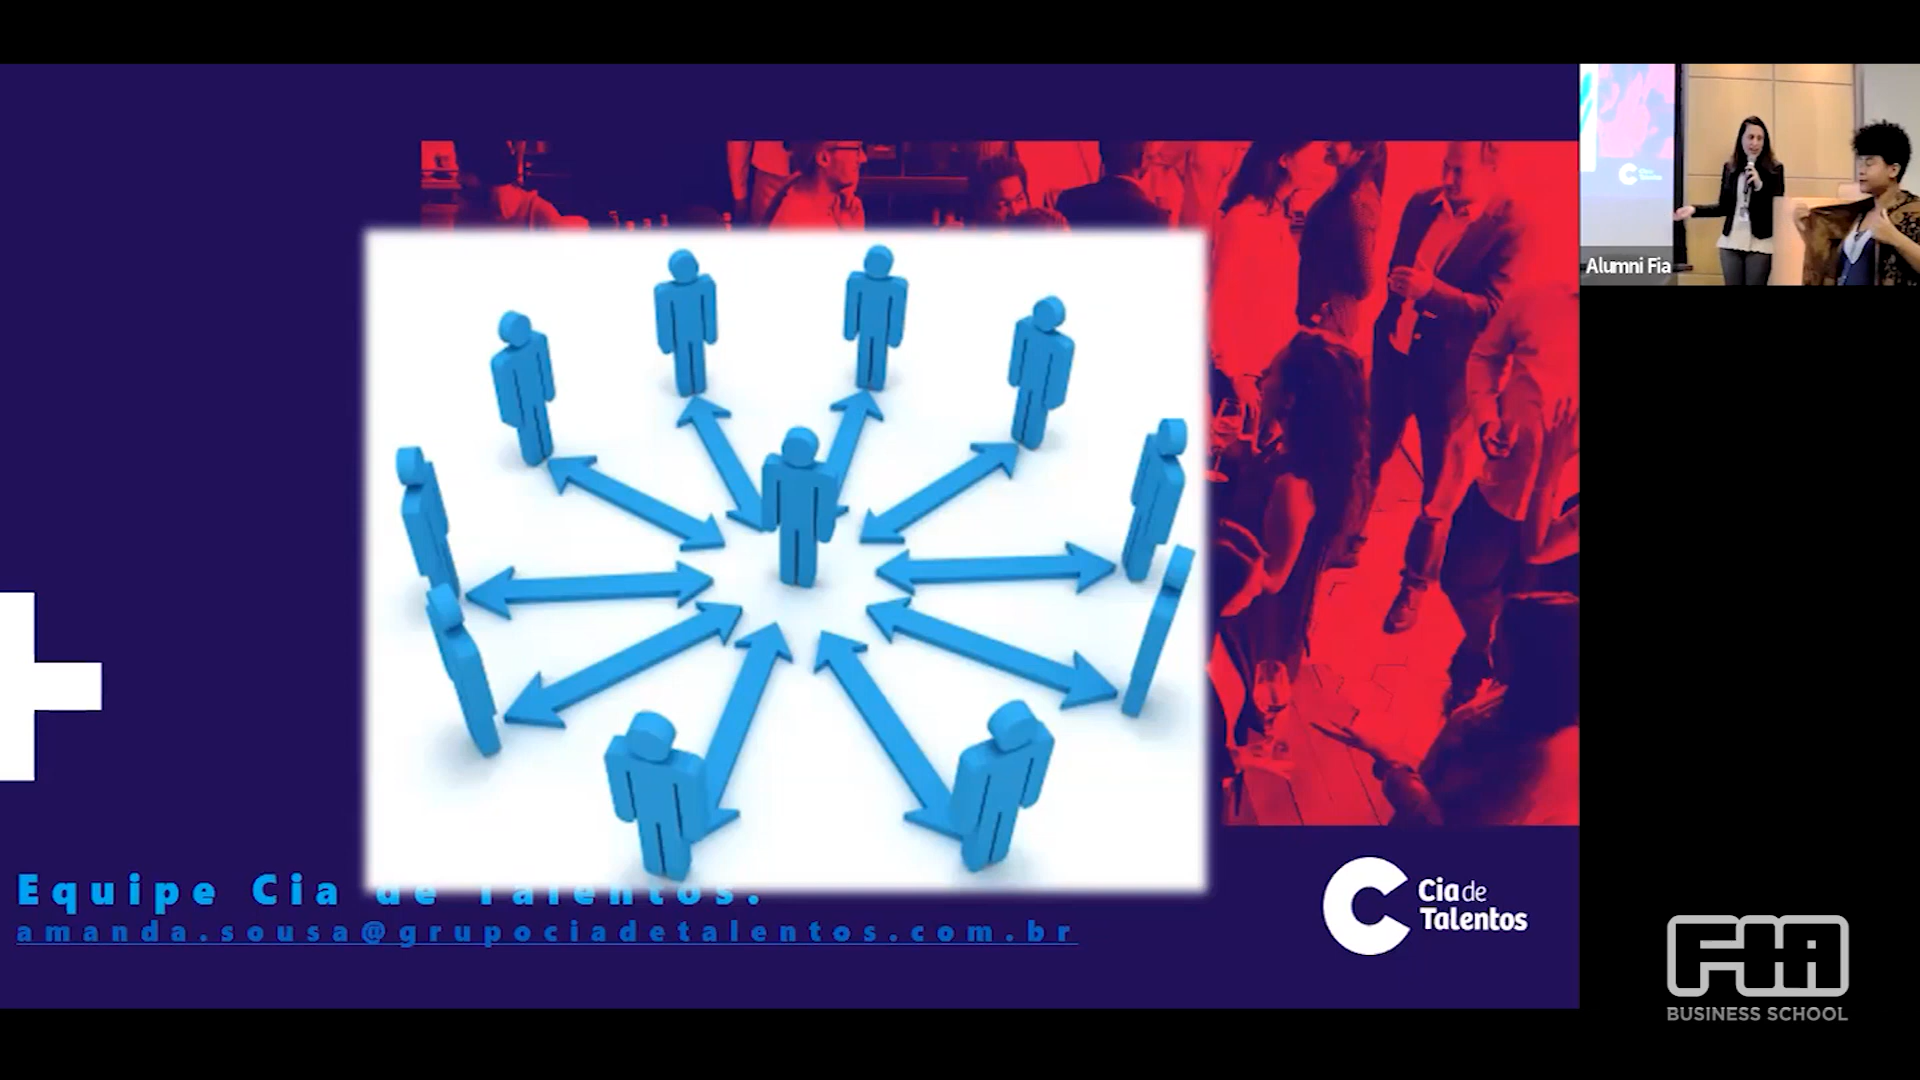 Alumni Fia
Equipe Cia de Talentos.
amanda.sousa@grupociadetalentos.com.br
Cia de
Talentos
FIA
BUSINESS SCHOOL